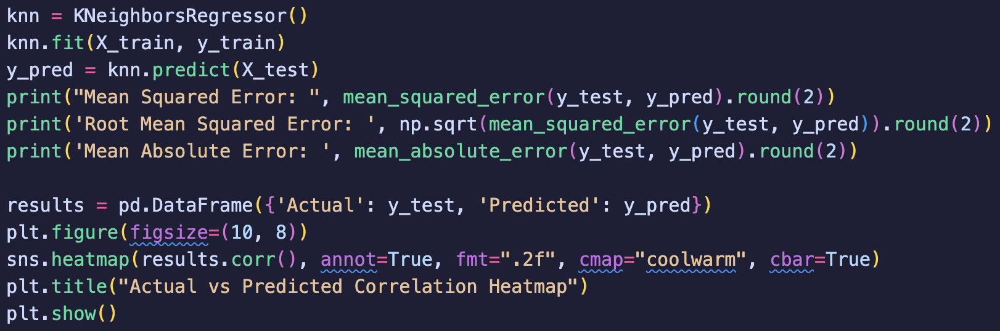 knn = KNeighborsRegressor()
knn.fit(X_train, y_train)
y_pred = knn.predict(X_test)
print("Mean Squared Error: ", mean_squared_error(y_test, y_pred).round(2))
print('Root Mean Squared Error: ', np.sqrt(mean_squared_error(y_test, y_pred)).round(2))
print('Mean Absolute Error: ', mean_absolute_error(y_test, y_pred).round(2))

results = pd.DataFrame({'Actual': y_test, 'Predicted': y_pred})
plt.figure(figsize=(10, 8))
sns.heatmap(results.corr(), annot=True, fmt=".2f", cmap="coolwarm", cbar=True)
plt.title("Actual vs Predicted Correlation Heatmap")
plt.show()